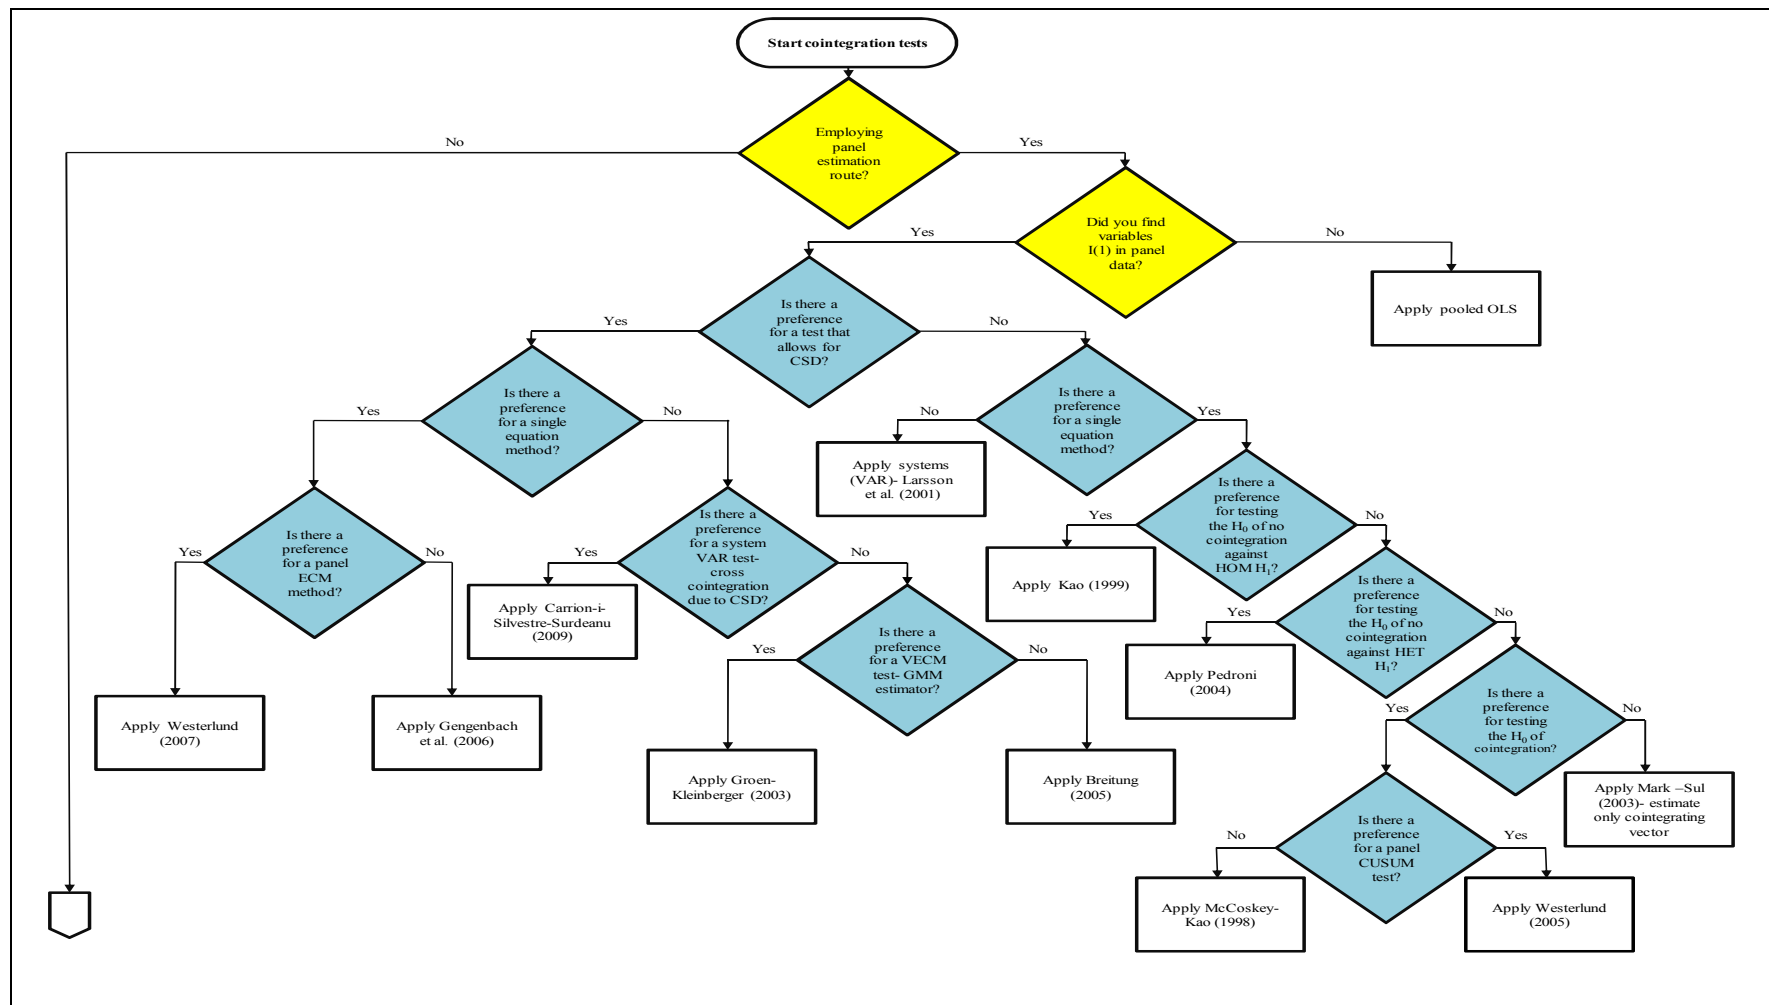 Start cointegration tests
Employing
panel
estimation
route?
No
Yes
Did you find
variables
I(1) in panel
data?
Yes
No
Apply pooled OLS
Is there a
preference
for a test that
allows for
CSD?
Yes
No
Is there a
preference
for a single
equation
method?
Yes
No
Is there a
preference
for a single
equation
method?
No
Yes
Apply systems
(VAR)- Larsson
et al. (2001)
Is there a
preference
for a panel
ECM
method?
Yes
No
Is there a
preference
for a system
VAR test-
cross
cointegration
due to CSD?
Yes
No
Is there a
preference
for testing
the H₀ of no
cointegration
against
HOM H₁?
Yes
No
Apply Kao (1999)
Apply Carrion-i-
Silvestre-Surdeanu
(2009)
Is there a
preference
for a VECM
test- GMM
estimator?
Yes
No
Is there a
preference
for testing
the H₀ of no
cointegration
against HET
H₁?
Yes
No
Apply Pedroni
(2004)
Is there a
preference
for testing
the H₀ of
cointegration?
Yes
No
Apply Westerlund
(2007)
Apply Gengenbach
et al. (2006)
Apply Groen-
Kleinberger (2003)
Apply Breitung
(2005)
Apply Mark –Sul
(2003)- estimate
only cointegrating
vector
Is there a
preference
for a panel
CUSUM
test?
No
Yes
Apply McCoskey-
Kao (1998)
Apply Westerlund
(2005)